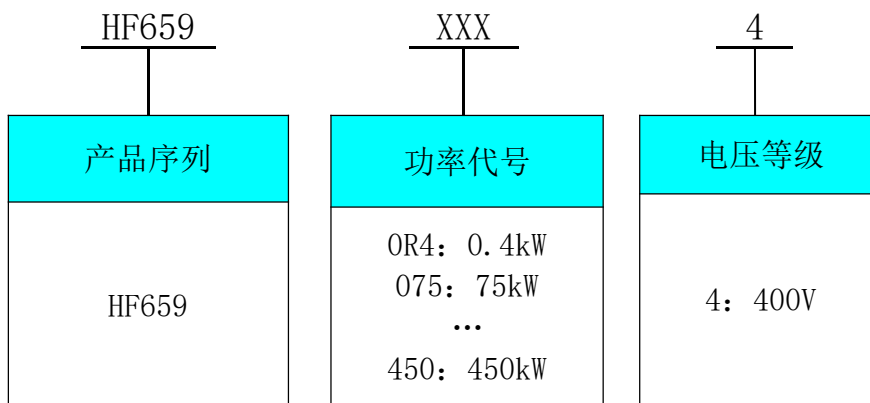 HF659 XXX 4
产品序列 功率代号 电压等级
HF659
0R4：0.4kW
075：75kW
…
450：450kW
4：400V